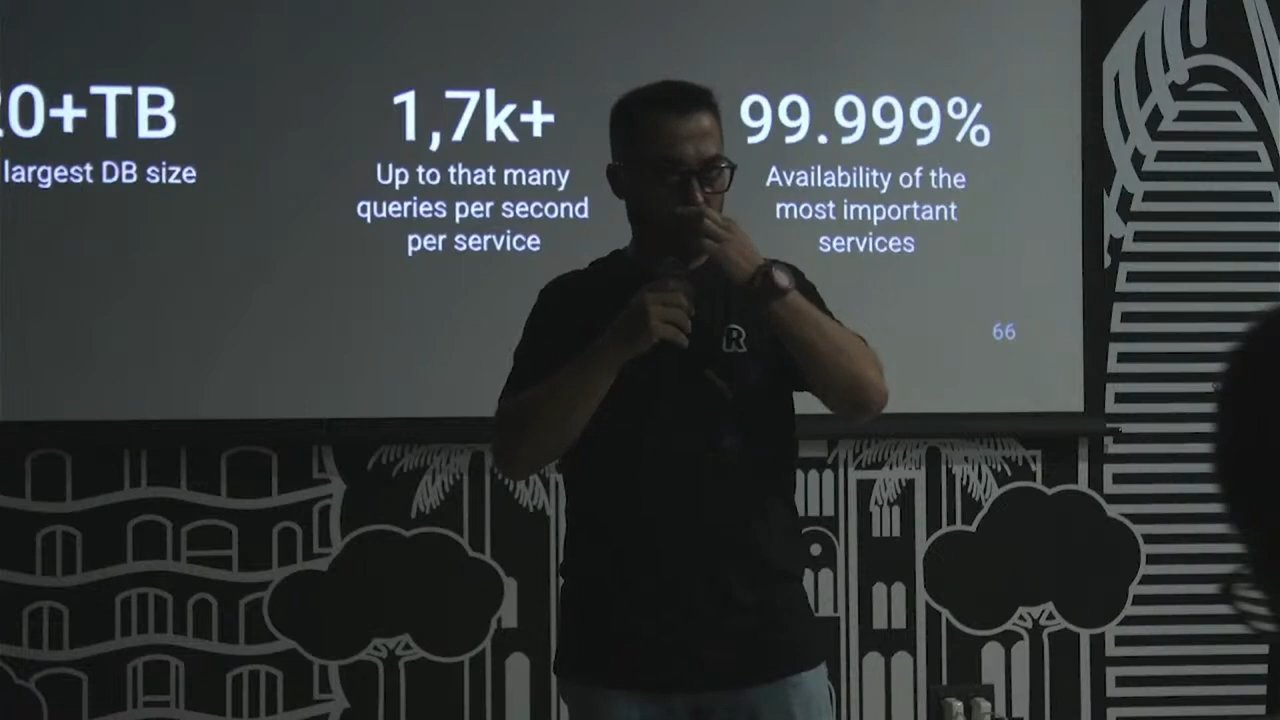 0+TB
largest DB size
1,7k+
Up to that many
queries per second
per service
99.999%
Availability of the
most important
services
66
R